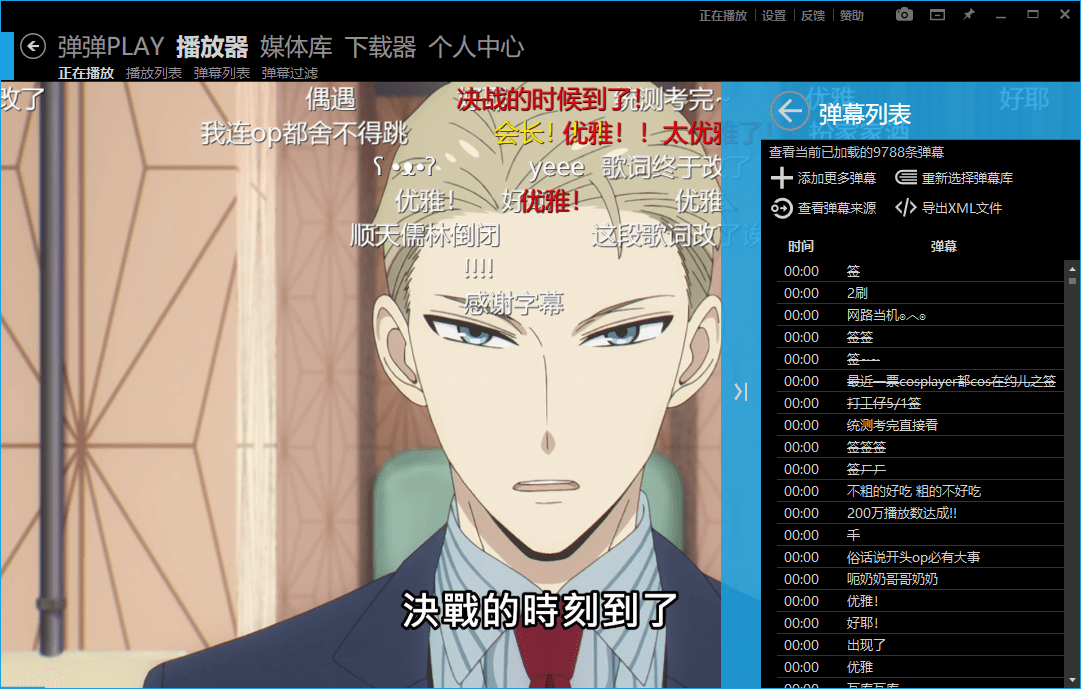 正在播放 设置 反馈 赞助
弹弹PLAY 播放器 媒体库 下载器 个人中心
正在播放 播放列表 弹幕列表 弹幕过滤
改了 偶遇 决战的时候到了! 统测考完~ 优雅 好耶
我连op都舍不得跳 会长! 优雅!! 太优雅了!
ʕ •ᴥ•ʔ yeee 歌词终于改了
优雅! 优雅! 优雅
顺天儒林倒闭 这段歌词改了诶
!!!!
感谢字幕
決戰的時刻到了
弹幕列表
查看当前已加载的9788条弹幕
添加更多弹幕 重新选择弹幕库
查看弹幕来源 导出XML文件
时间 弹幕
00:00 签
00:00 2刷
00:00 网路当机⊙︿⊙
00:00 签签
00:00 签~~
00:00 最近一票cosplayer都cos在约儿之签
00:00 打工仔5/1签
00:00 统测考完直接看
00:00 签签签
00:00 签ㄏㄏ
00:00 不粗的好吃 粗的不好吃
00:00 200万播放数达成!!
00:00 手
00:00 俗话说开头op必有大事
00:00 呃奶奶哥哥奶奶
00:00 优雅!
00:00 好耶!
00:00 出现了
00:00 优雅
00:00